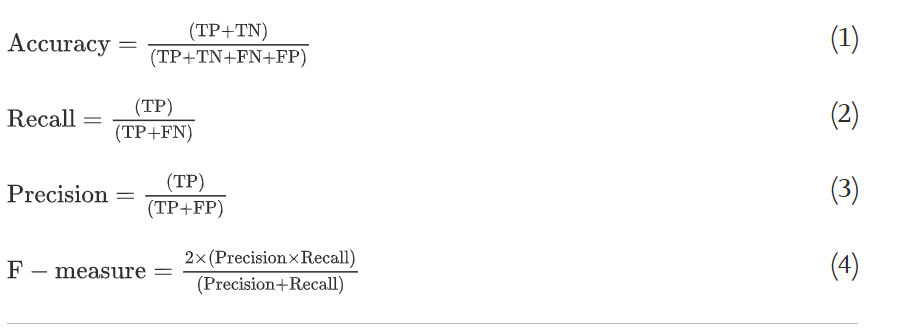 Accuracy = (TP+TN) / (TP+TN+FN+FP) (1)
Recall = (TP) / (TP+FN) (2)
Precision = (TP) / (TP+FP) (3)
F − measure = 2×(Precision×Recall) / (Precision+Recall) (4)